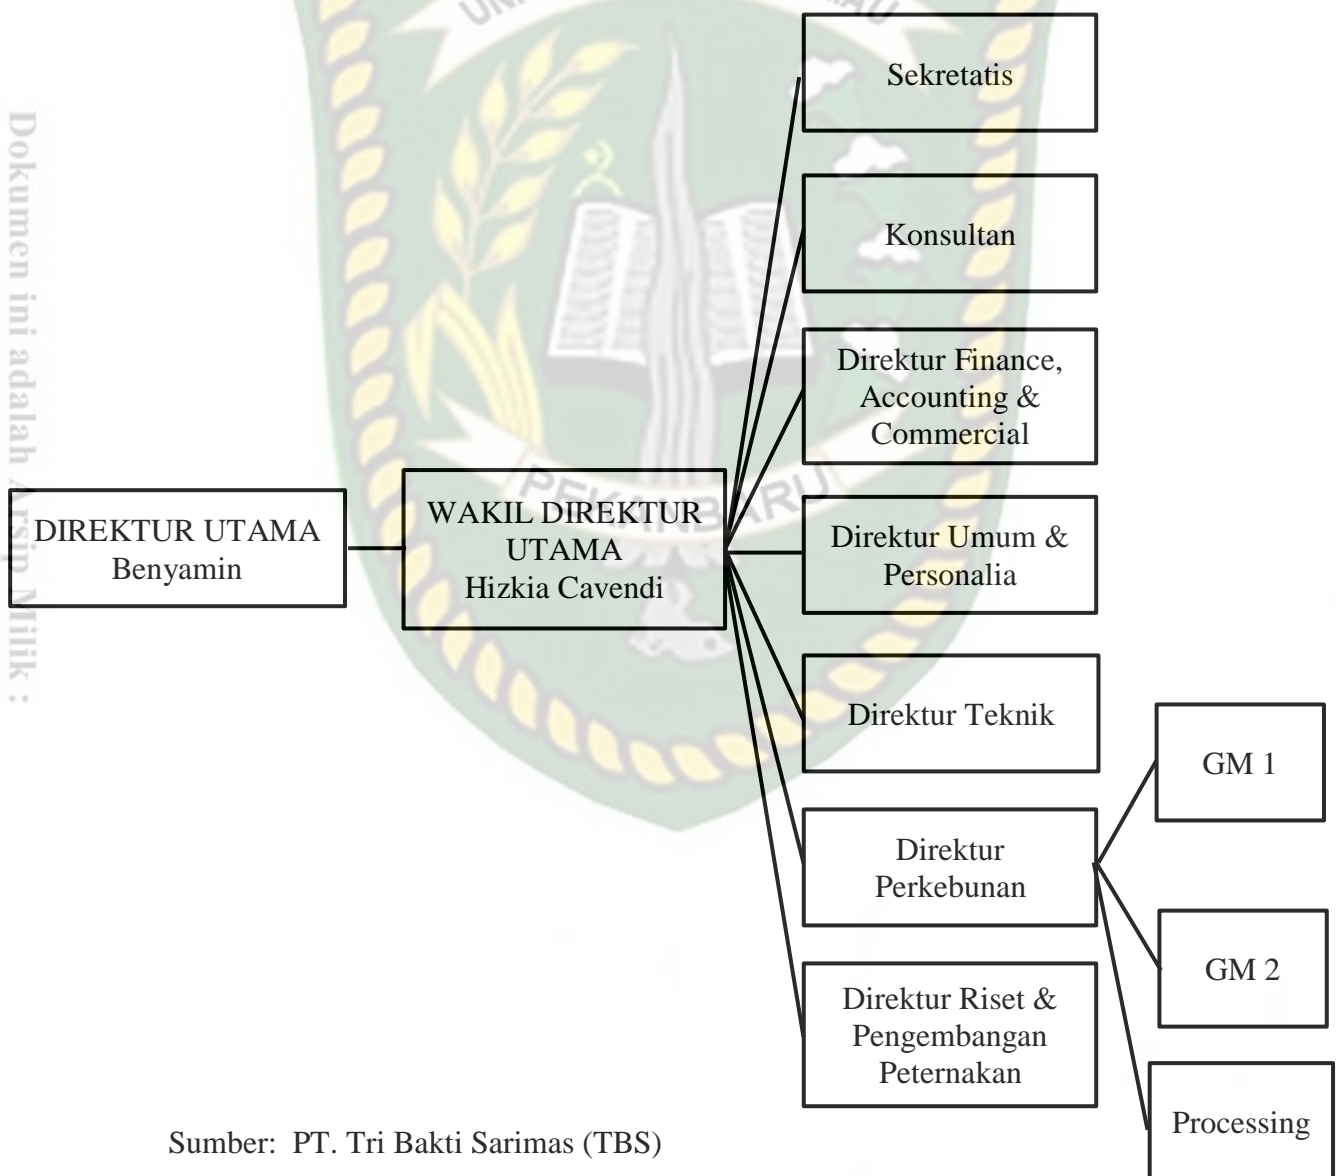 Sekretatis
Konsultan
Direktur Finance,
Accounting &
Commercial
DIREKTUR UTAMA
Benyamin
WAKIL DIREKTUR
UTAMA
Hizkia Cavendi
Direktur Umum &
Personalia
Direktur Teknik
Direktur
Perkebunan
Direktur Riset &
Pengembangan
Peternakan
GM 1
GM 2
Processing
Sumber: PT. Tri Bakti Sarimas (TBS)
Dokumen ini adalah Arsip Milik :
PEKANBARU